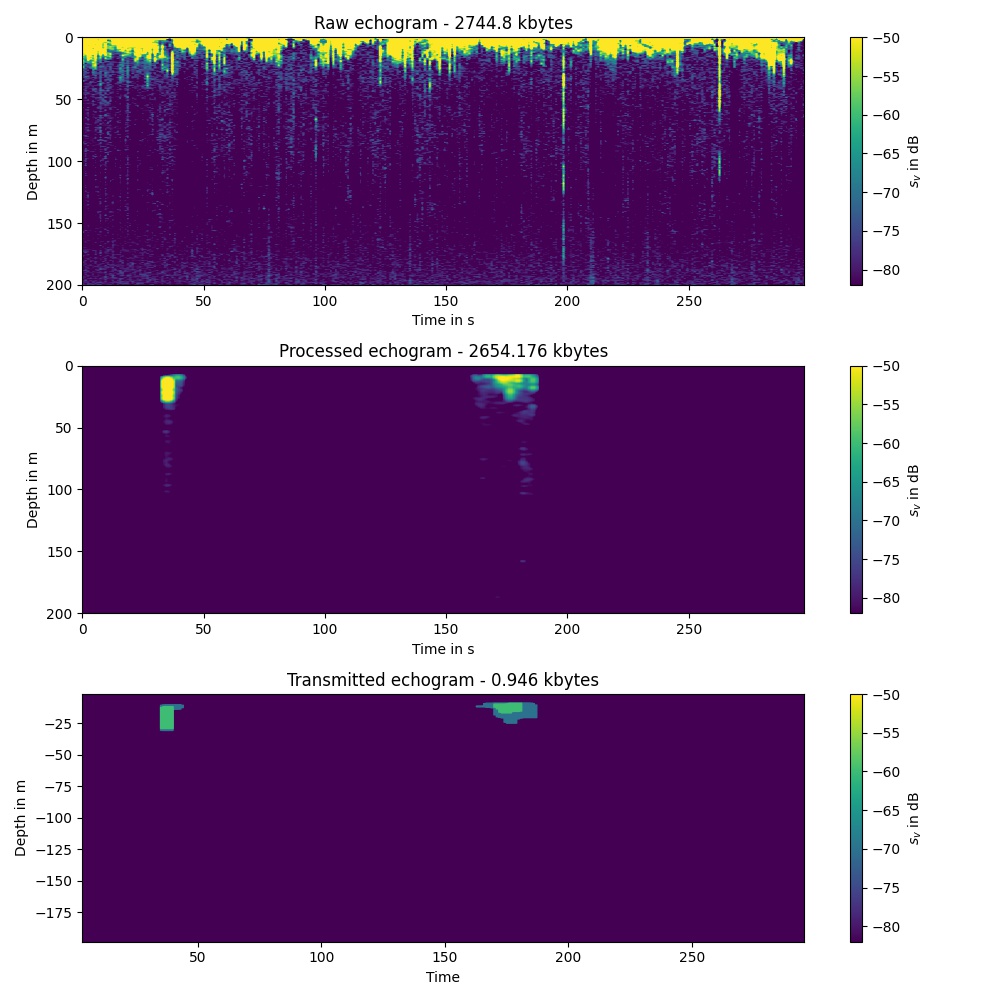 Raw echogram - 2744.8 kbytes
0
50
100
150
200
Depth in m
0 50 100 150 200 250
Time in s
−50
−55
−60
−65
−70
−75
−80
sᵥ in dB
Processed echogram - 2654.176 kbytes
0
50
100
150
200
Depth in m
0 50 100 150 200 250
Time in s
−50
−55
−60
−65
−70
−75
−80
sᵥ in dB
Transmitted echogram - 0.946 kbytes
−25
−50
−75
−100
−125
−150
−175
Depth in m
50 100 150 200 250
Time
−50
−55
−60
−65
−70
−75
−80
sᵥ in dB